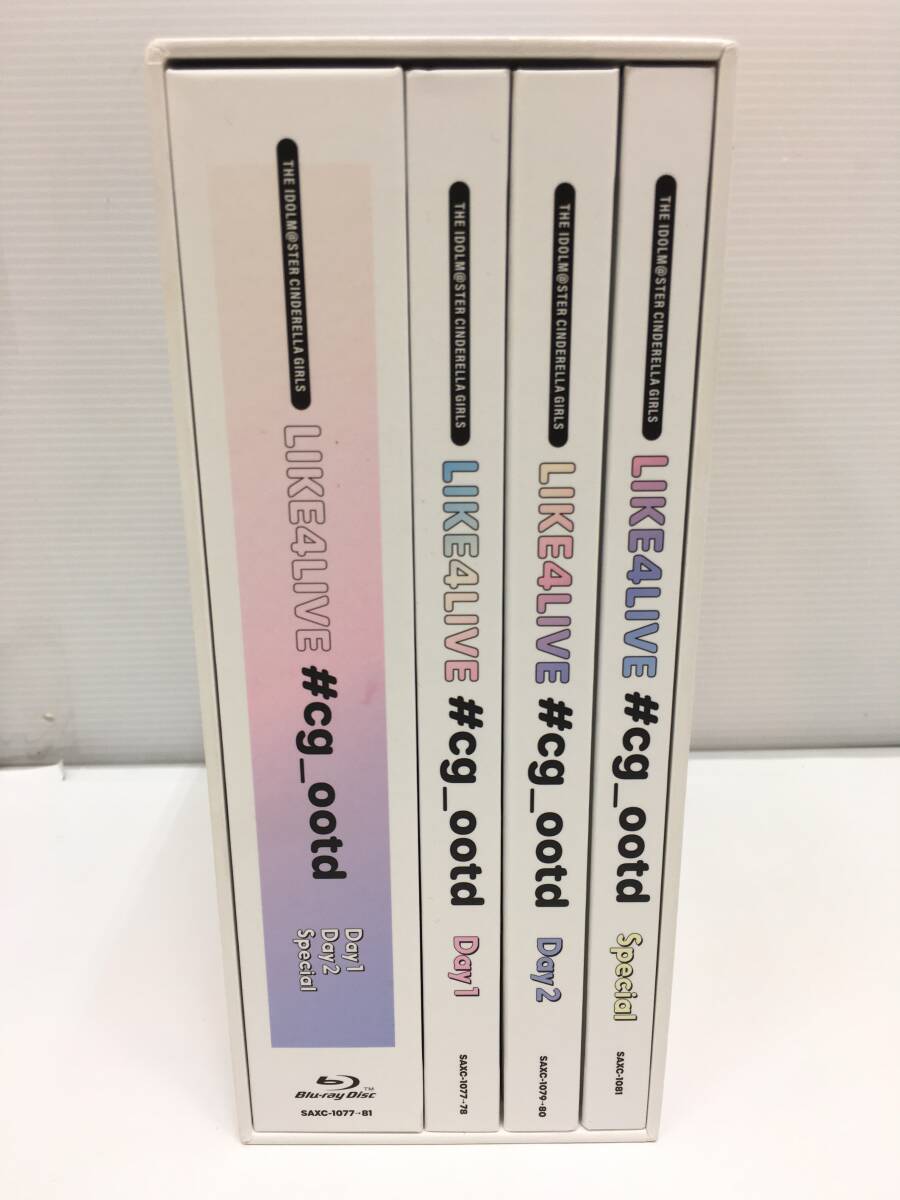 THE IDOLM@STER CINDERELLA GIRLS
LIKE4LIVE #cg_ootd
Day1
Day2
Special
Blu-ray Disc™
SAXC-1077→81
THE IDOLM@STER CINDERELLA GIRLS
LIKE4LIVE #cg_ootd
Day1
SAXC-1077→78
THE IDOLM@STER CINDERELLA GIRLS
LIKE4LIVE #cg_ootd
Day2
SAXC-1079→80
THE IDOLM@STER CINDERELLA GIRLS
LIKE4LIVE #cg_ootd
Special
SAXC-1081